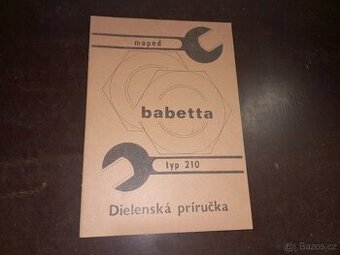 moped
babetta
typ 210
Dielenská príručka
Bazos.cz